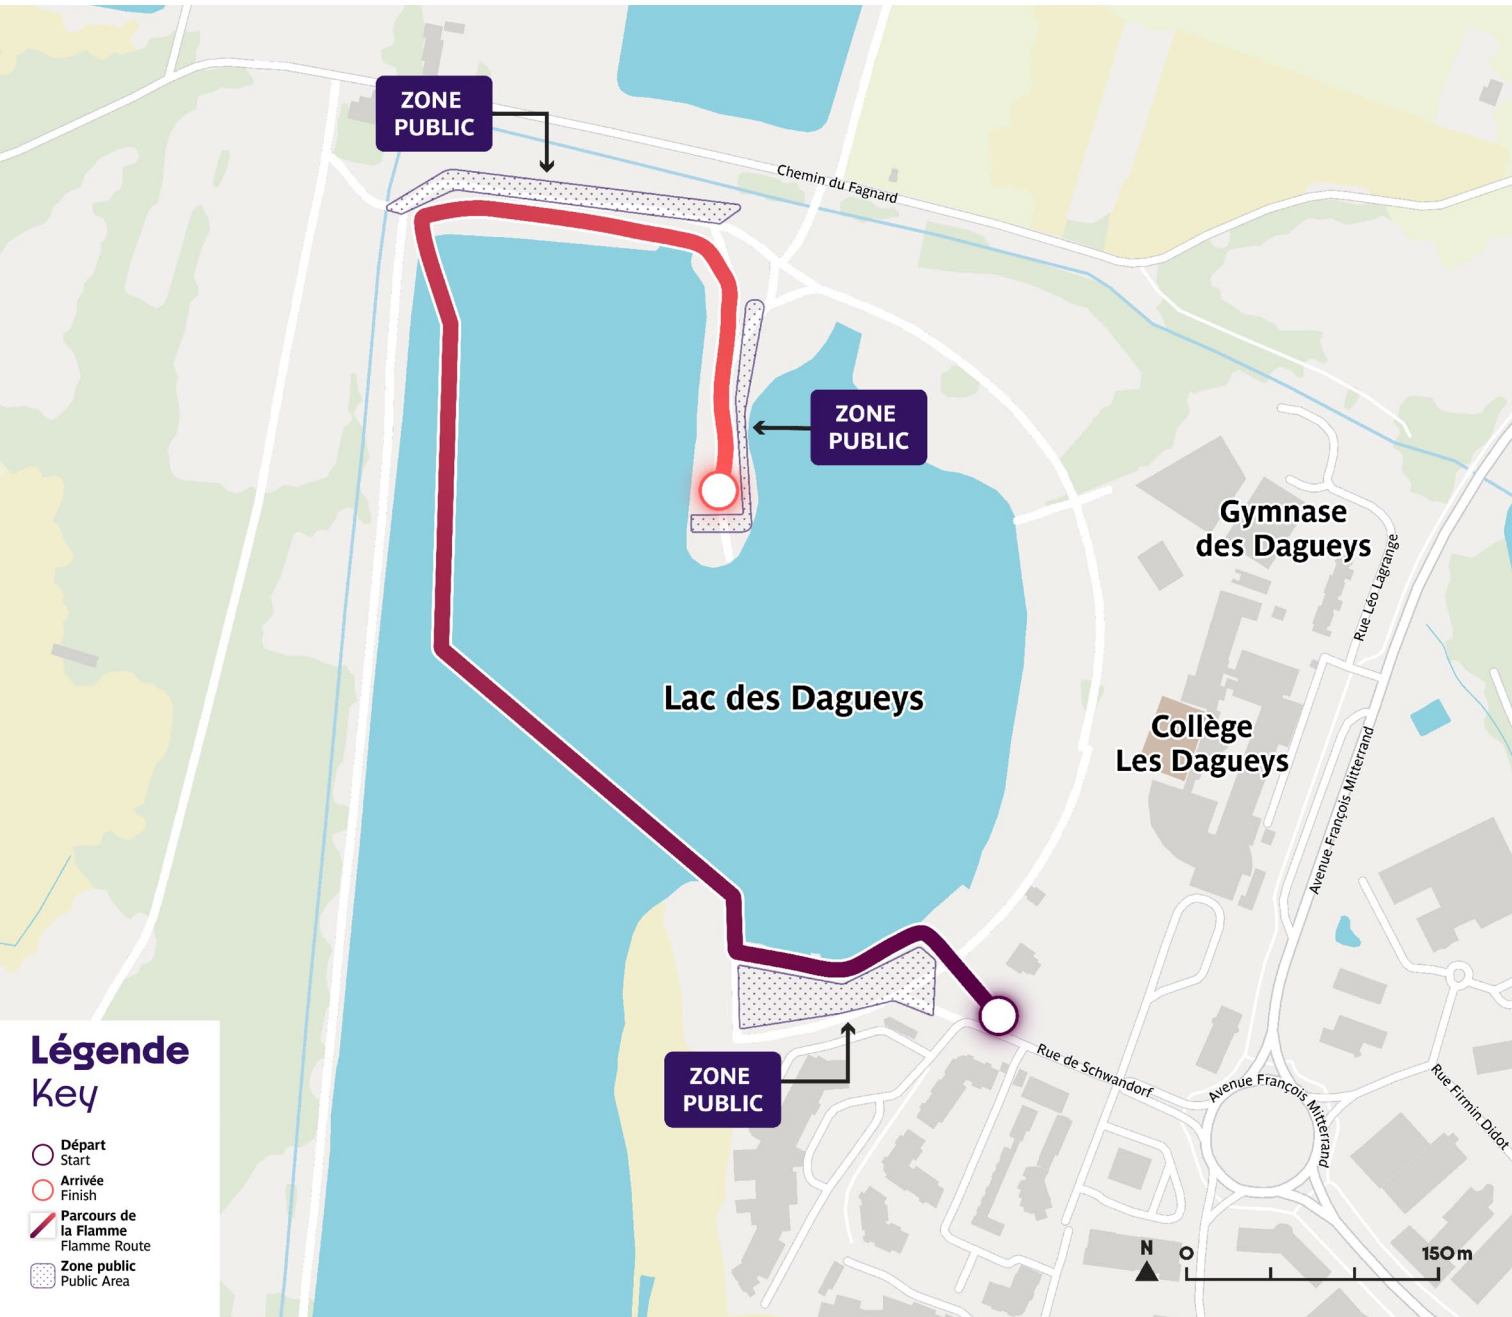 ZONE
PUBLIC
Chemin du Fagnard
ZONE
PUBLIC
Gymnase
des Dagueys
Rue Léo Lagrange
Lac des Dagueys
Collège
Les Dagueys
Avenue François Mitterrand
ZONE
PUBLIC
Rue de Schwandorf
Avenue François Mitterrand
Rue Firmin Didot
Légende
Key
Départ
Start
Arrivée
Finish
Parcours de
la Flamme
Flamme Route
Zone public
Public Area
N
0
150 m